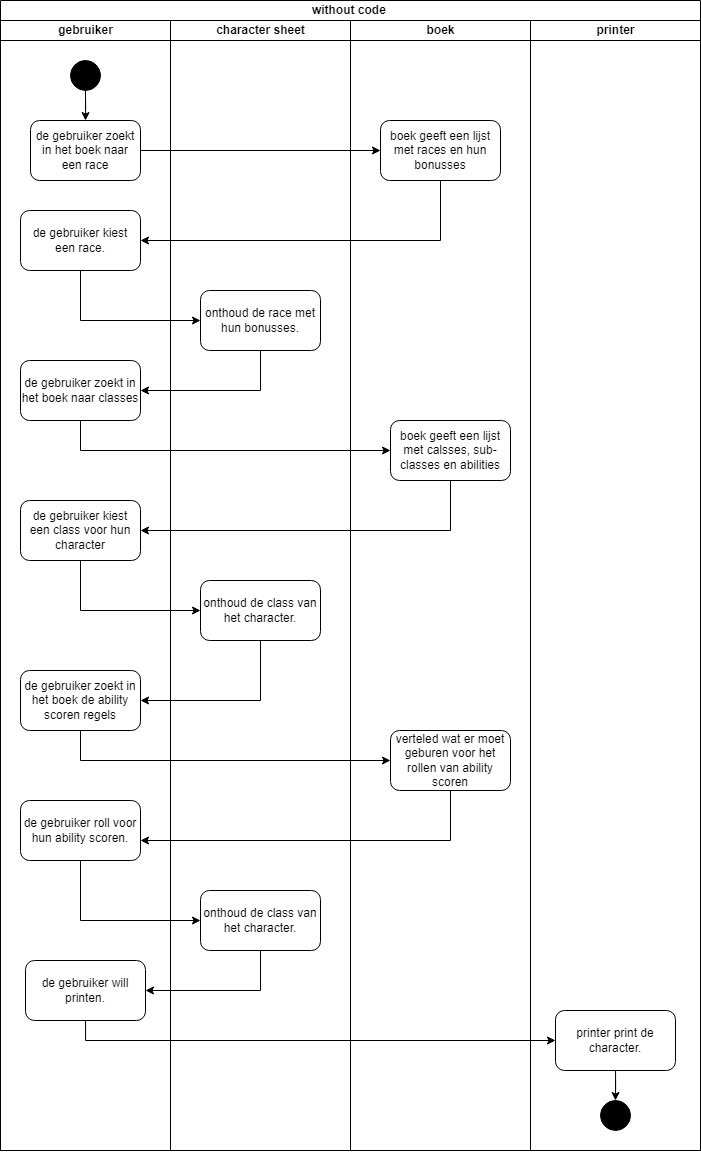 without code
gebruiker
character sheet
boek
printer
de gebruiker zoekt
in het boek naar
een race
boek geeft een lijst
met races en hun
bonusses
de gebruiker kiest
een race.
onthoud de race met
hun bonusses.
de gebruiker zoekt in
het boek naar classes
boek geeft een lijst
met calsses, sub-
classes en abilities
de gebruiker kiest
een class voor hun
character
onthoud de class van
het character.
de gebruiker zoekt in
het boek de ability
scoren regels
verteled wat er moet
geburen voor het
rollen van ability
scoren
de gebruiker roll voor
hun ability scoren.
onthoud de class van
het character.
de gebruiker will
printen.
printer print de
character.